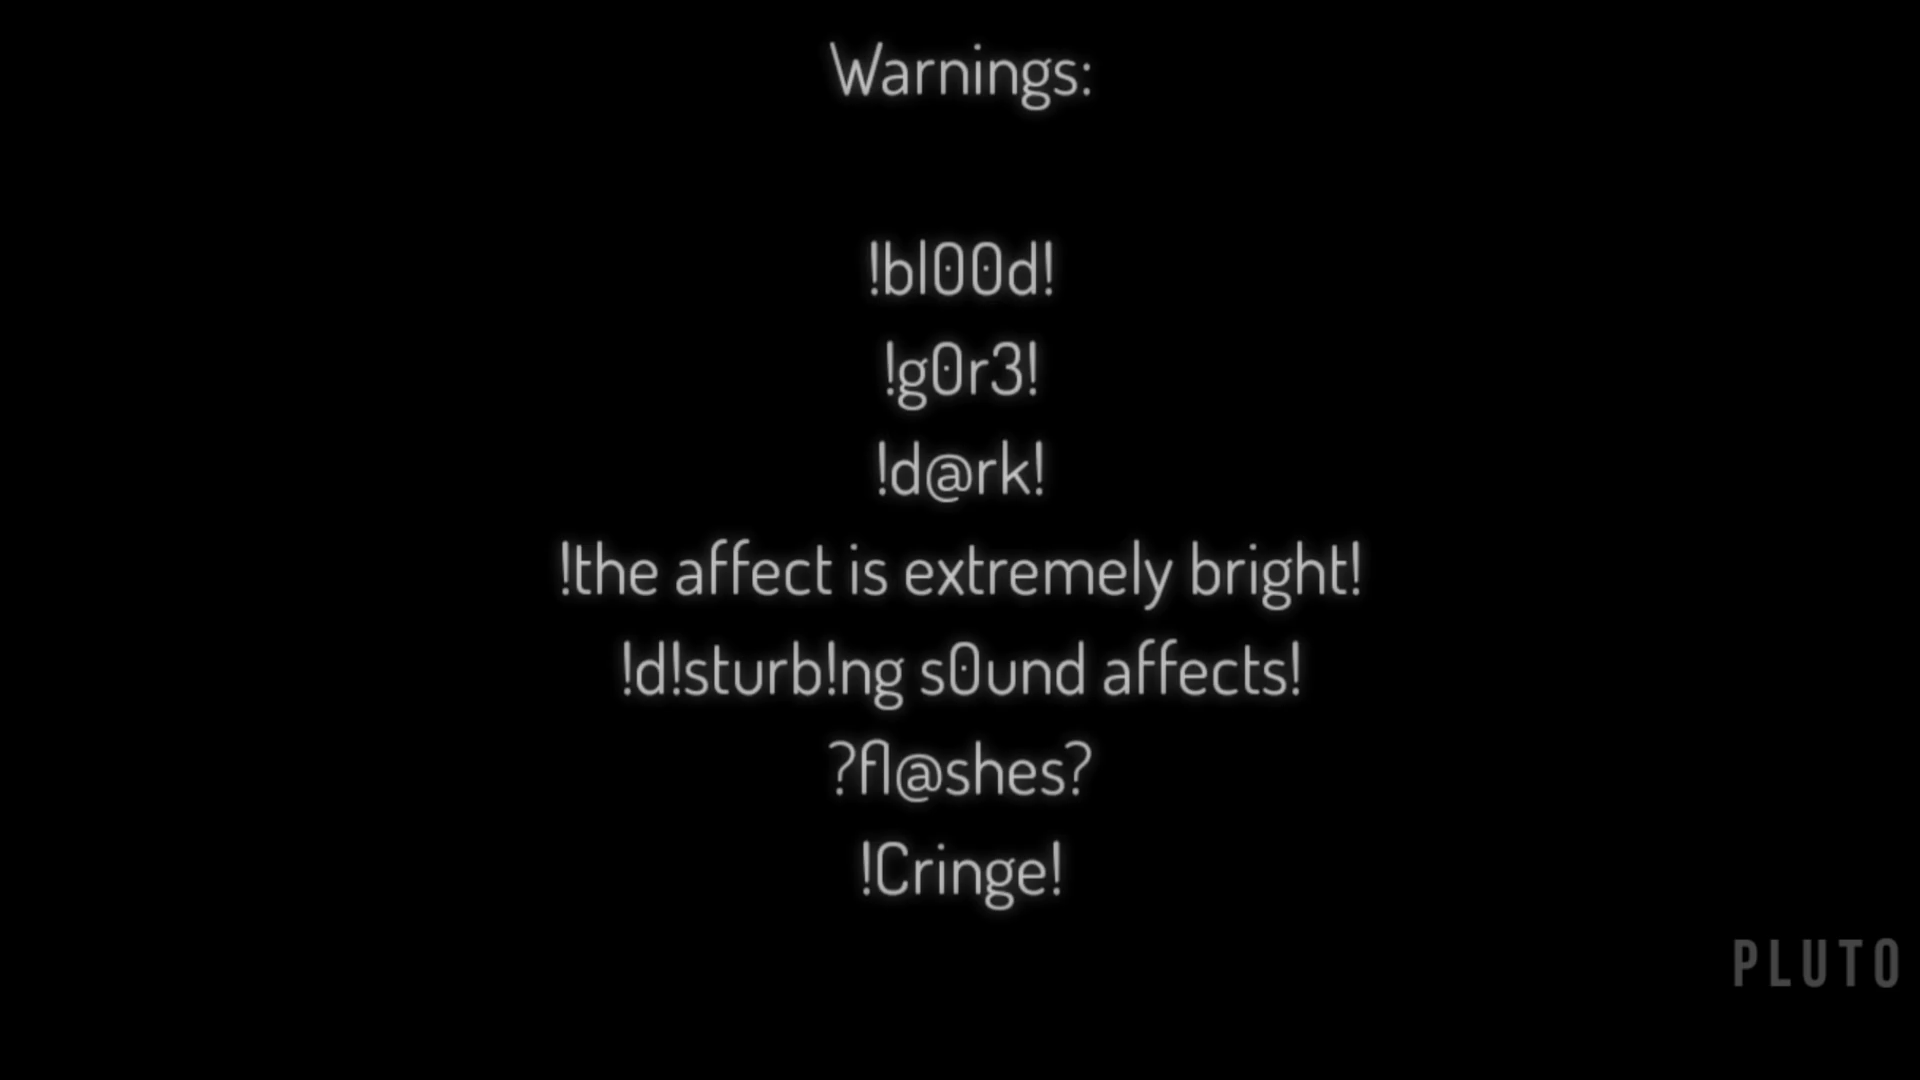 Warnings:
!bl00d!
!g0r3!
!d@rk!
!the affect is extremely bright!
!d!sturb!ng s0und affects!
?fl@shes?
!Cringe!
PLUTO